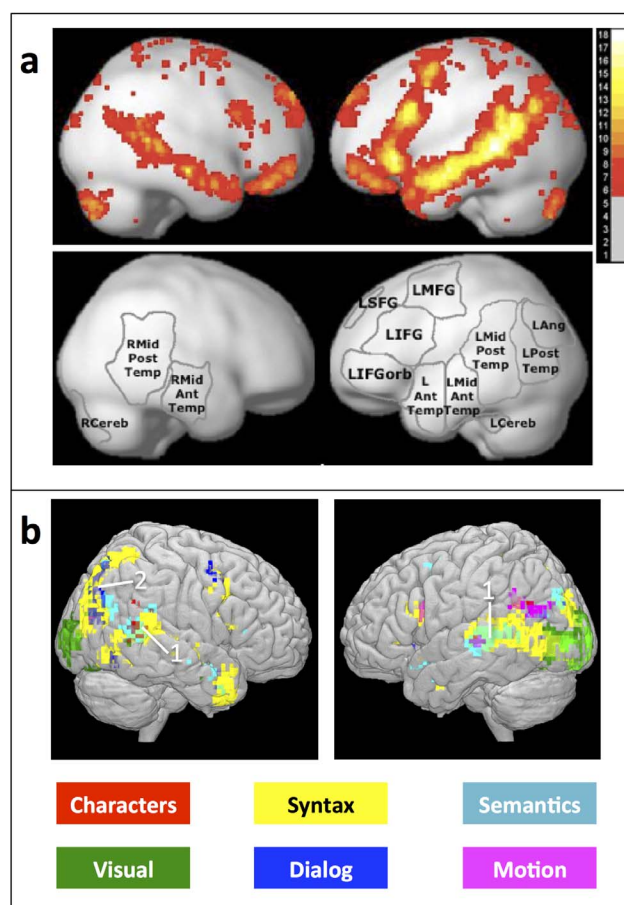 a
18
17
16
15
14
13
12
11
10
9
8
7
6
5
4
3
2
1
RMid
Post
Temp
RMid
Ant
Temp
RCereb
LSFG
LMFG
LIFG
LIFGorb
L
Ant
Temp
LMid
Ant
Temp
LMid
Post
Temp
LAng
LPost
Temp
LCereb
b
2
1
1
Characters
Syntax
Semantics
Visual
Dialog
Motion